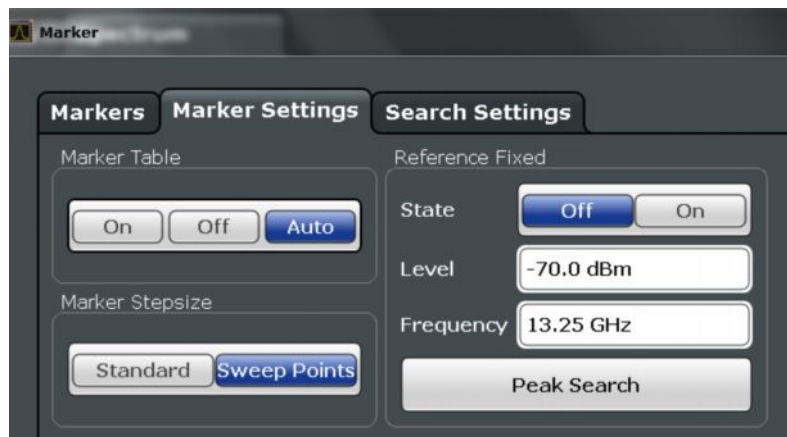 Marker
Markers
Marker Settings
Search Settings
Marker Table
On
Off
Auto
Marker Stepsize
Standard
Sweep Points
Reference Fixed
State
Off
On
Level
-70.0 dBm
Frequency
13.25 GHz
Peak Search